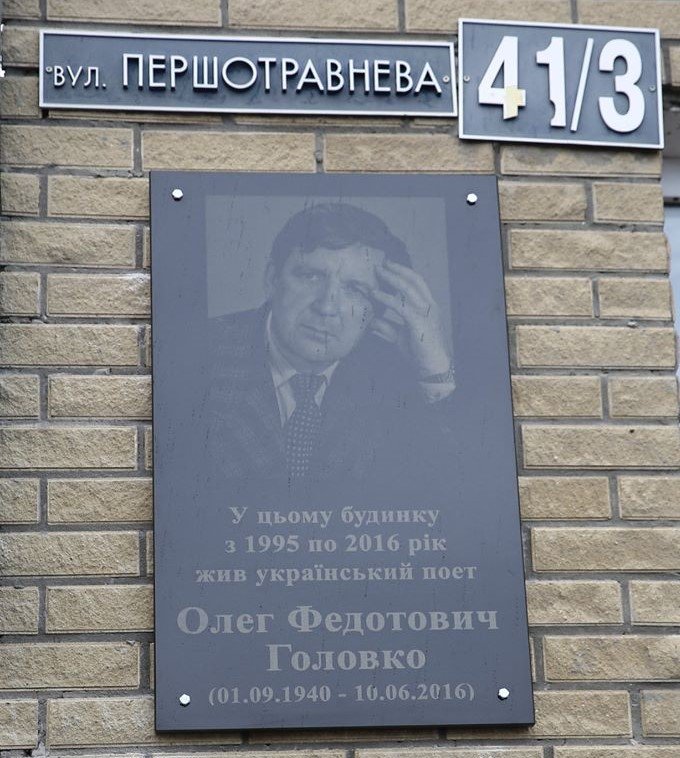 вул. ПЕРШОТРАВНЕВА 41/3
У цьому будинку
з 1995 по 2016 рік
жив український поет
Олег Федотович
Головко
(01.09.1940 - 10.06.2016)